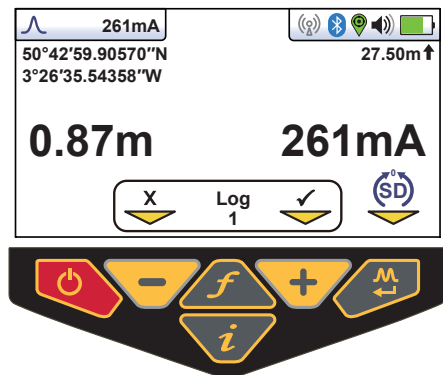 261mA
50°42′59.90570″N
27.50m
3°26′35.54358″W
0.87m
261mA
X Log ✓
1
0
SD
− f +
i